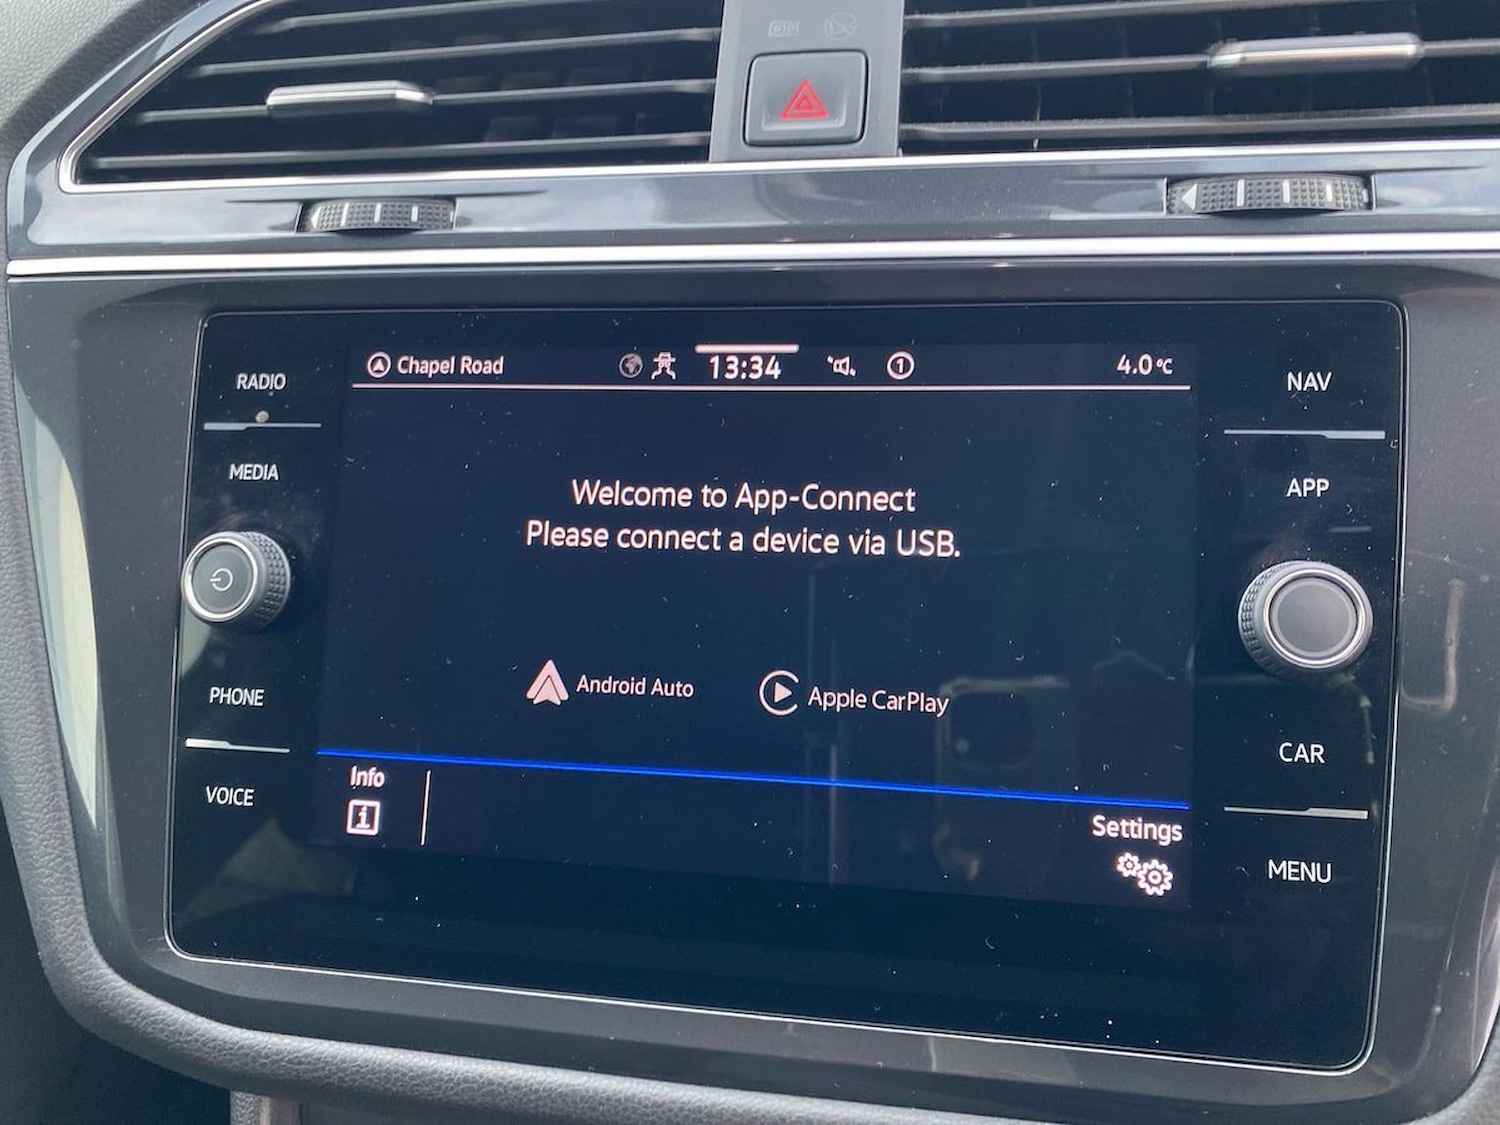 RADIO
MEDIA
PHONE
VOICE
Chapel Road
13:34
1
4.0 °C
Welcome to App-Connect
Please connect a device via USB.
Android Auto
Apple CarPlay
Info
i
Settings
NAV
APP
CAR
MENU